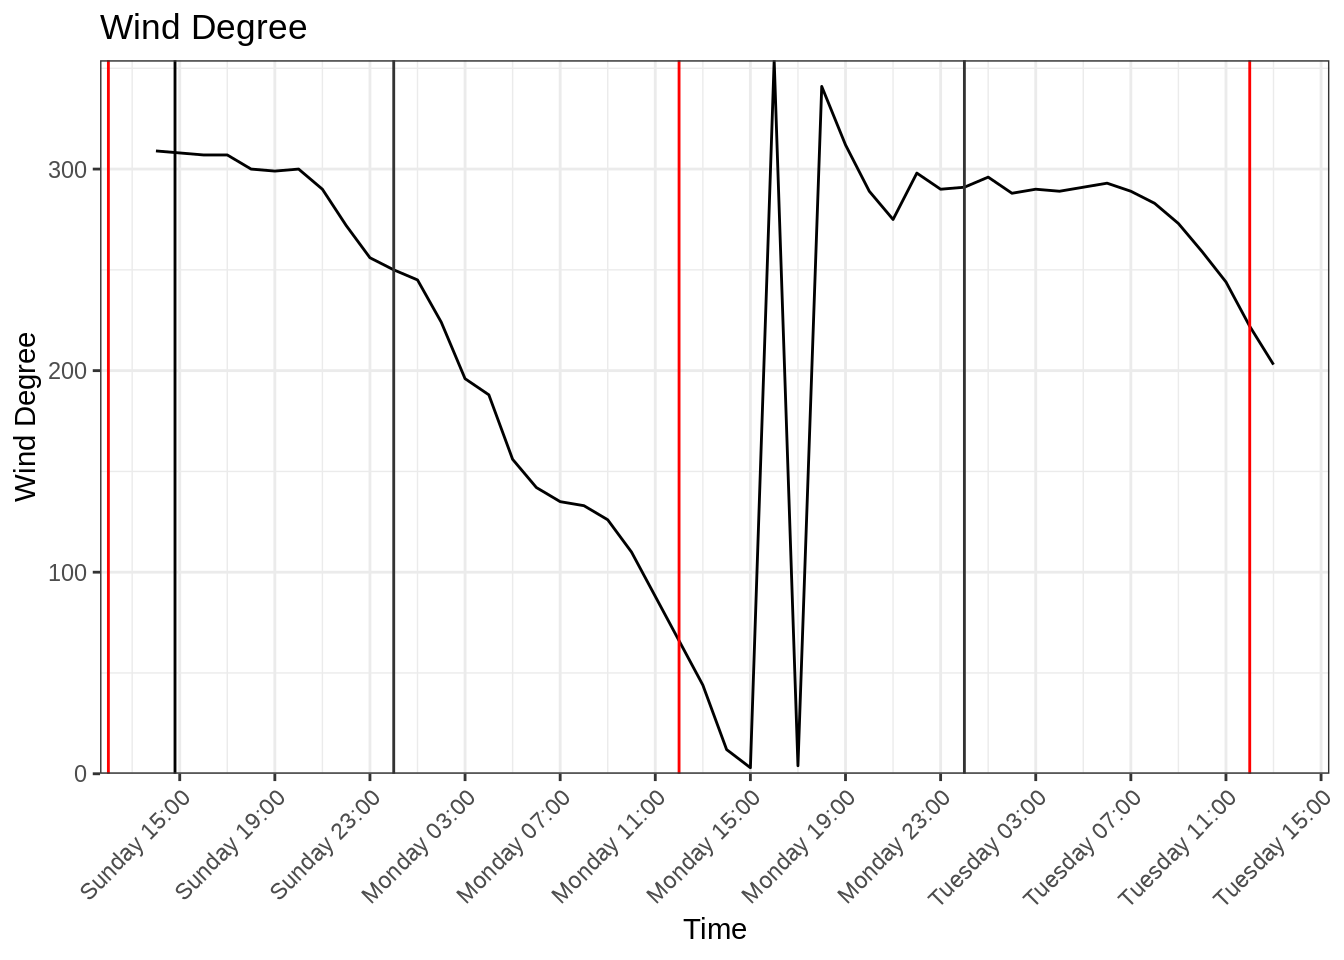 Wind Degree
Wind Degree
300
200
100
0
Sunday 15:00
Sunday 19:00
Sunday 23:00
Monday 03:00
Monday 07:00
Monday 11:00
Monday 15:00
Monday 19:00
Monday 23:00
Tuesday 03:00
Tuesday 07:00
Tuesday 11:00
Tuesday 15:00
Time